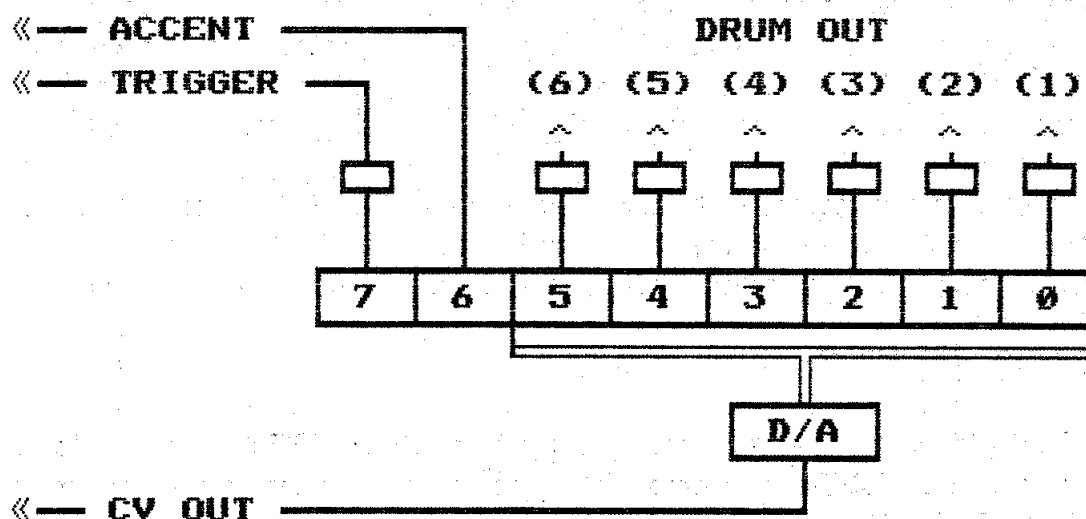 « ACCENT
DRUM OUT
« TRIGGER
(6) (5) (4) (3) (2) (1)
^ ^ ^ ^ ^ ^
7 6 5 4 3 2 1 0
D/A
« CV OUT